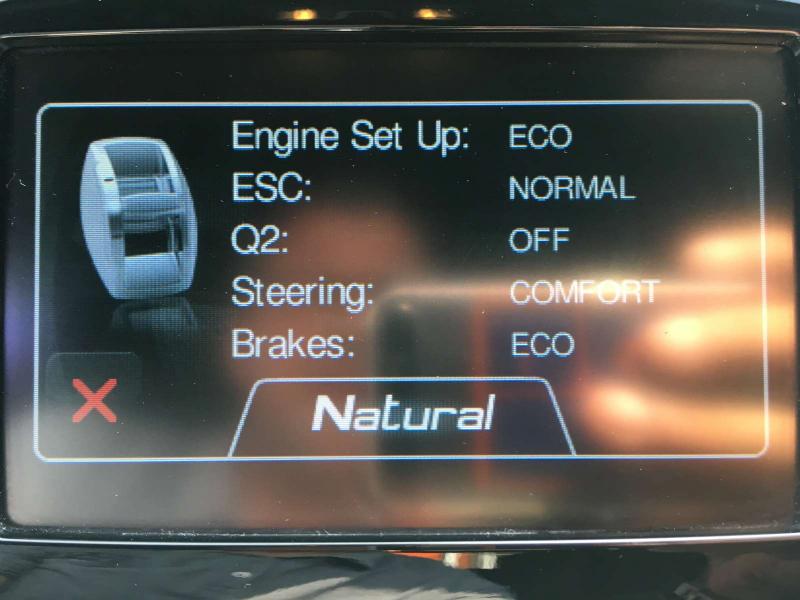 Engine Set Up: ECO
ESC: NORMAL
Q2: OFF
Steering: COMFORT
Brakes: ECO
Natural